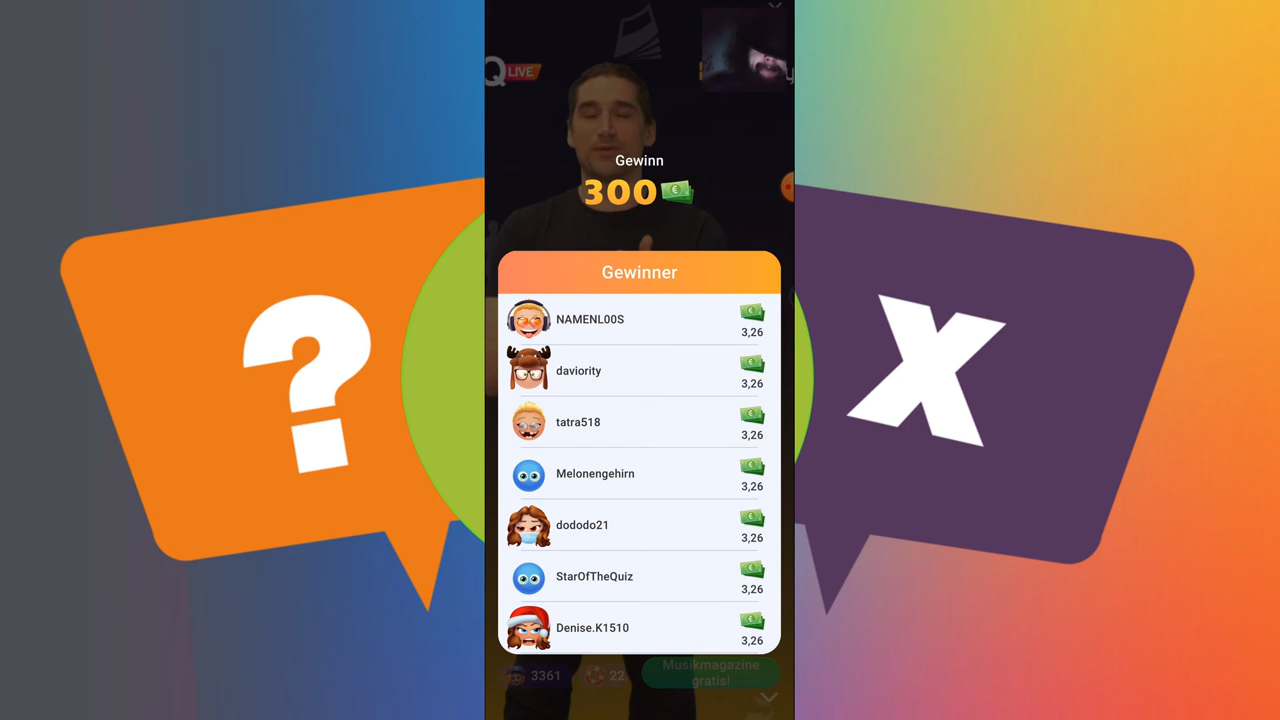 ?
X
Q LIVE
Gewinn
300
Gewinner
NAMENL00S
3,26
daviority
3,26
tatra518
3,26
Melonengehirn
3,26
dododo21
3,26
StarOfTheQuiz
3,26
Denise.K1510
3,26
3361
22
Musikmagazine
gratis!